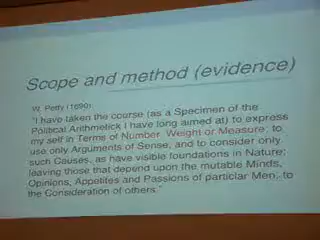 Scope and method (evidence)
W. Petty (1690):
"I have taken the course (as a Specimen of the
Political Arithmetick I have long aimed at) to express
my self in Terms of Number, Weight or Measure; to
use only Arguments of Sense, and to consider only
such Causes, as have visible foundations in Nature;
leaving those that depend upon the mutable Minds,
Opinions, Appetites and Passions of particlar Men, to
the Consideration of others."